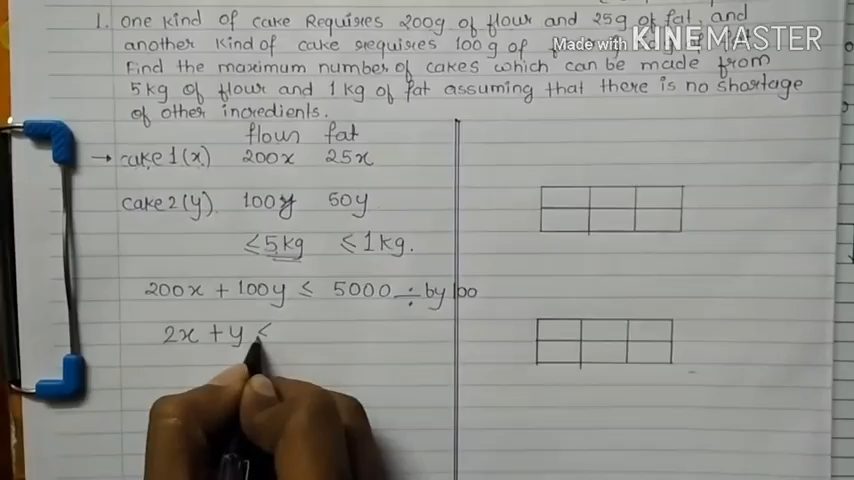 1. one kind of cake Requires 200g of flour and 25g of fat, and
another kind of cake requires 100g of
Made with KINEMASTER
Find the maximum number of cakes which can be made from
5kg of flour and 1kg of fat assuming that there is no shortage
of other incredients.
flour fat
→ cake 1(x) 200x 25x
cake 2(y) 100y 50y
≤5kg ≤1kg.
200x + 100y ≤ 5000 ÷ by 100
2x + y <